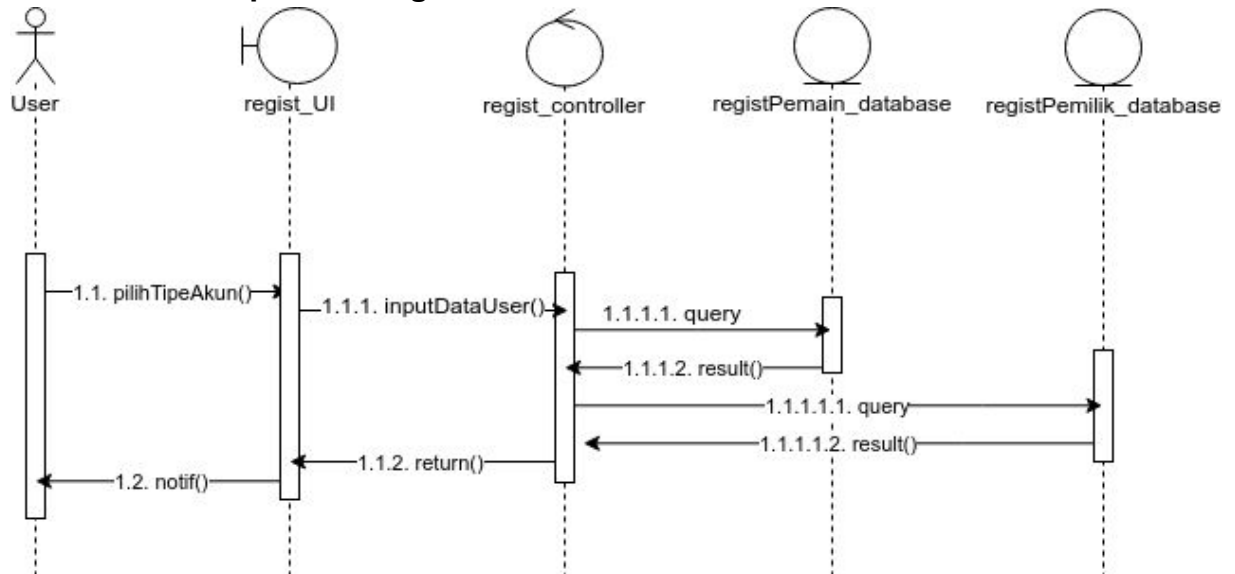 User
regist_UI
regist_controller
registPemain_database
registPemilik_database
1.1. pilihTipeAkun()
1.1.1. inputDataUser()
1.1.1.1. query
1.1.1.2. result()
1.1.1.1.1. query
1.1.1.1.2. result()
1.1.2. return()
1.2. notif()